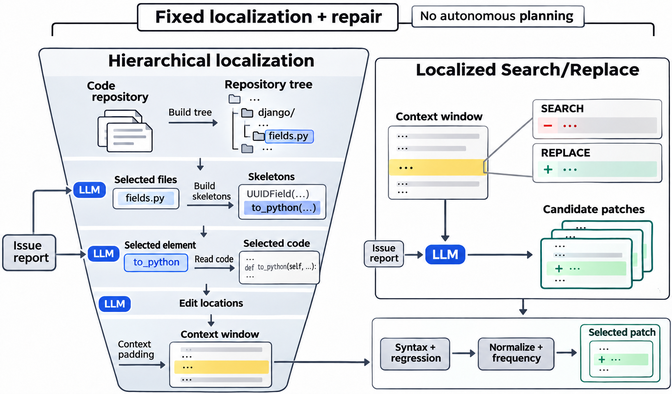 Fixed localization + repair
No autonomous planning
Hierarchical localization
Code
repository
Build tree
Repository tree
...
django/
...
fields.py
...
LLM
Selected files
fields.py
Build
skeletons
Skeletons
UUIDField(...)
to_python(...)
Issue
report
LLM
Selected element
to_python
Read code
Selected code
...
def to_python(self, ...):
...
LLM
Edit locations
Context
padding
Context window
...
...
...
Localized Search/Replace
Context window
...
...
...
SEARCH
− ...
REPLACE
+ ...
Issue
report
LLM
Candidate patches
...
+ ...
...
Syntax +
regression
Normalize +
frequency
Selected patch
...
+ ...
...